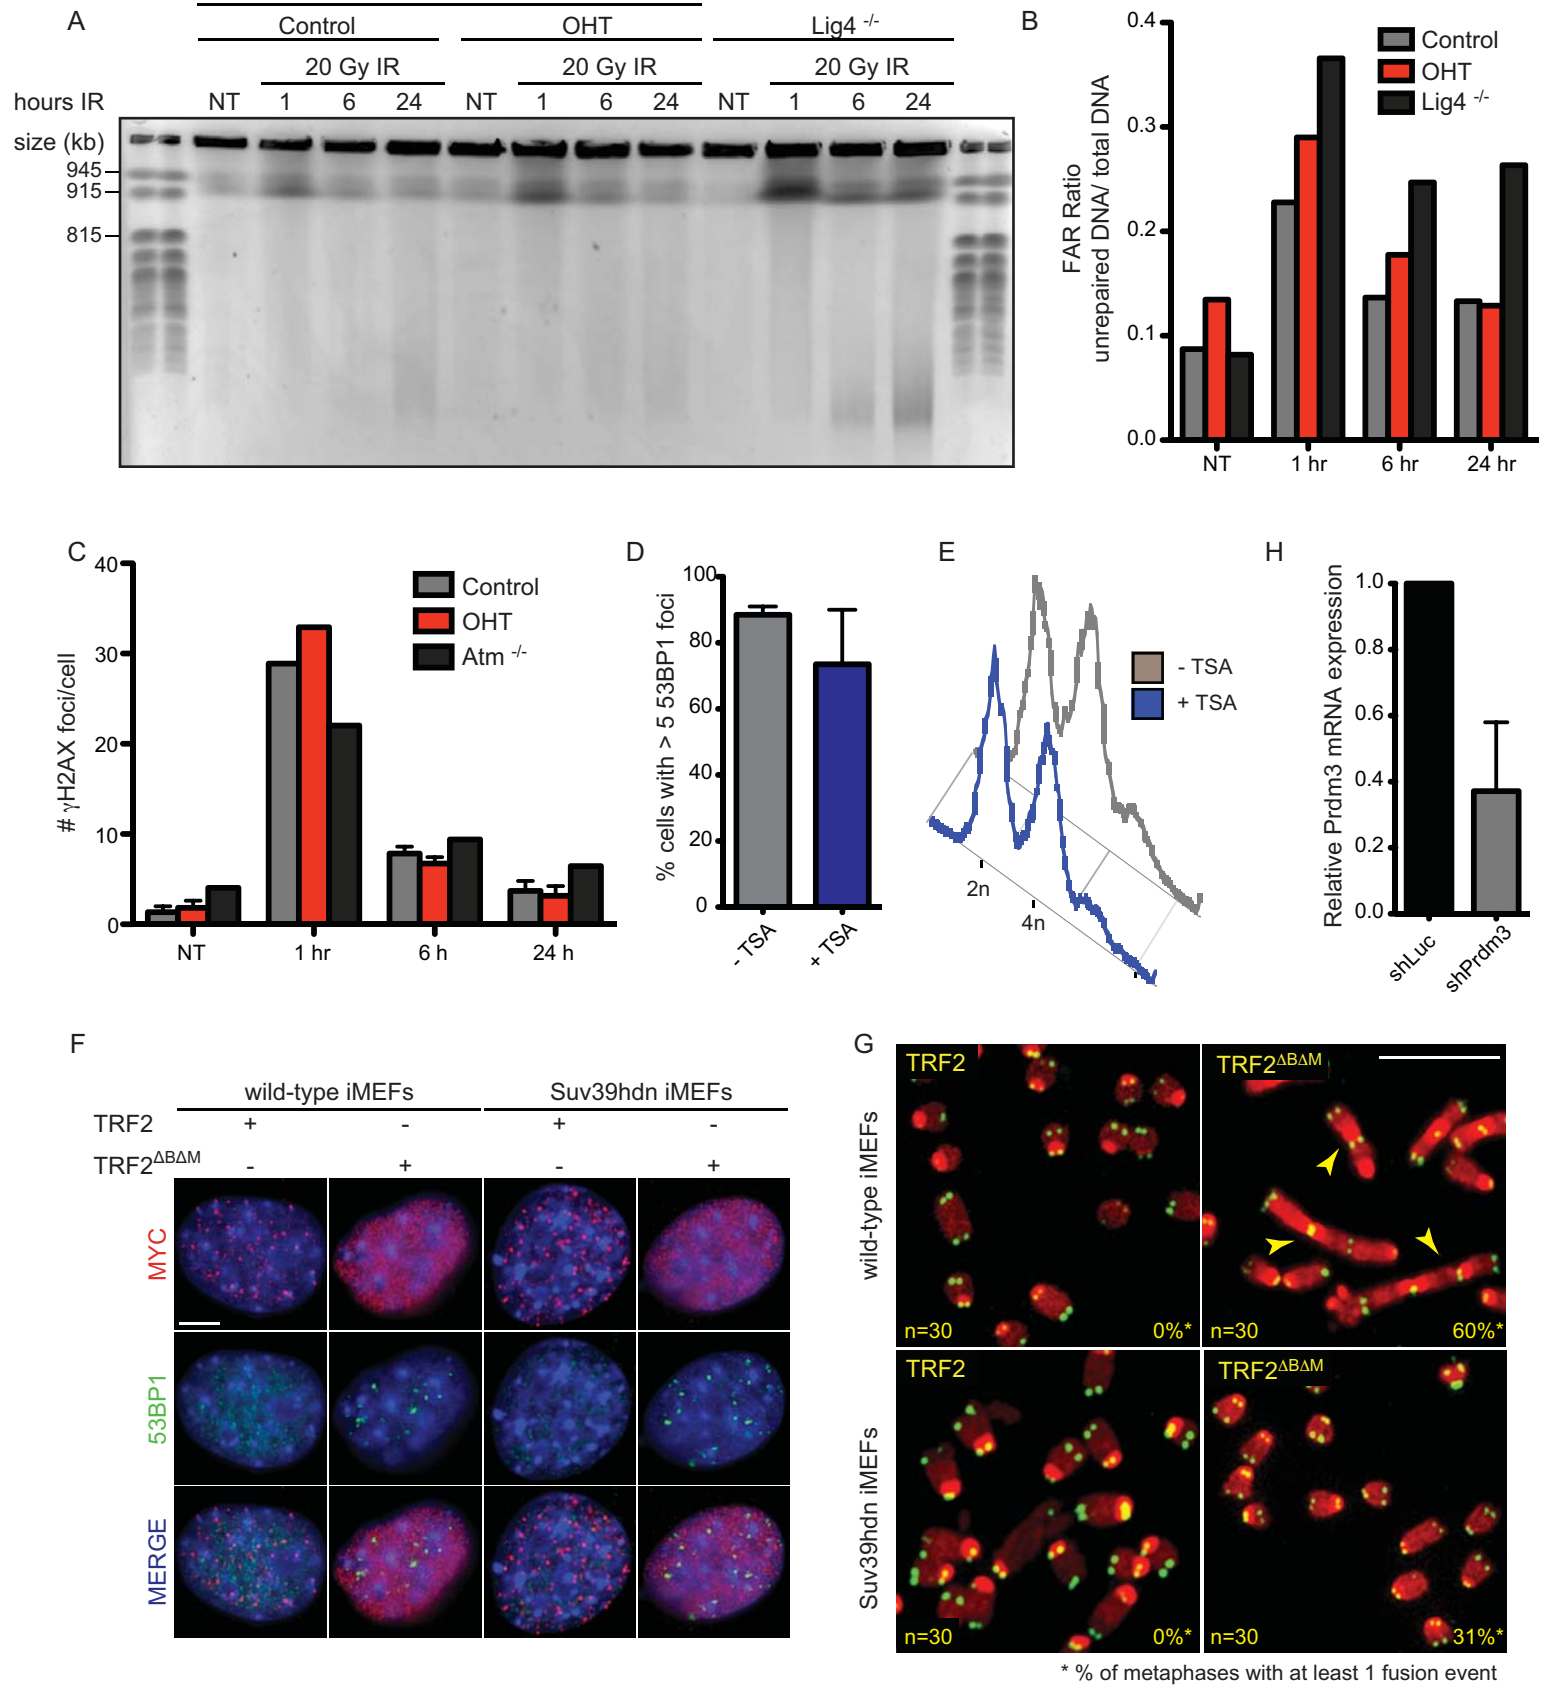 A
Control OHT Lig4 -/-
20 Gy IR 20 Gy IR 20 Gy IR
hours IR NT 1 6 24 NT 1 6 24 NT 1 6 24
size (kb)
945
915
815
B
FAR Ratio
unrepaired DNA/ total DNA
0.4
0.3
0.2
0.1
0.0
Control
OHT
Lig4 -/-
NT 1 hr 6 hr 24 hr
C
# γH2AX foci/cell
40
30
20
10
0
Control
OHT
Atm -/-
NT 1 hr 6 h 24 h
D
% cells with > 5 53BP1 foci
100
80
60
40
20
0
- TSA + TSA
E
- TSA
+ TSA
2n
4n
H
Relative Prdm3 mRNA expression
1.0
0.8
0.6
0.4
0.2
0.0
shLuc shPrdm3
F
wild-type iMEFs Suv39hdn iMEFs
TRF2 + - + -
TRF2ΔBΔM - + - +
MYC
53BP1
MERGE
G
wild-type iMEFs
TRF2 TRF2ΔBΔM
n=30 0%* n=30 60%*
Suv39hdn iMEFs
TRF2 TRF2ΔBΔM
n=30 0%* n=30 31%*
* % of metaphases with at least 1 fusion event